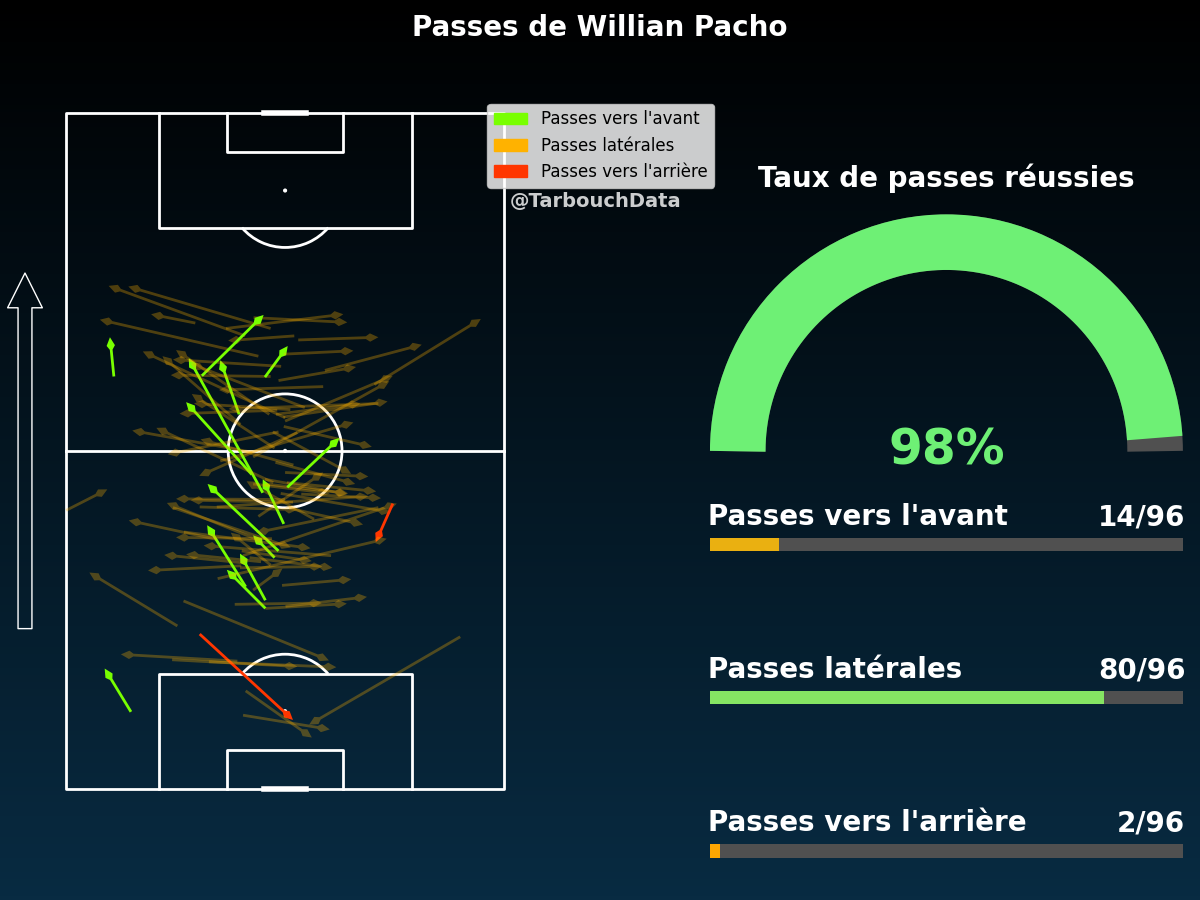 Passes de Willian Pacho
Passes vers l'avant
Passes latérales
Passes vers l'arrière
@TarbouchData
Taux de passes réussies
98%
Passes vers l'avant 14/96
Passes latérales 80/96
Passes vers l'arrière 2/96